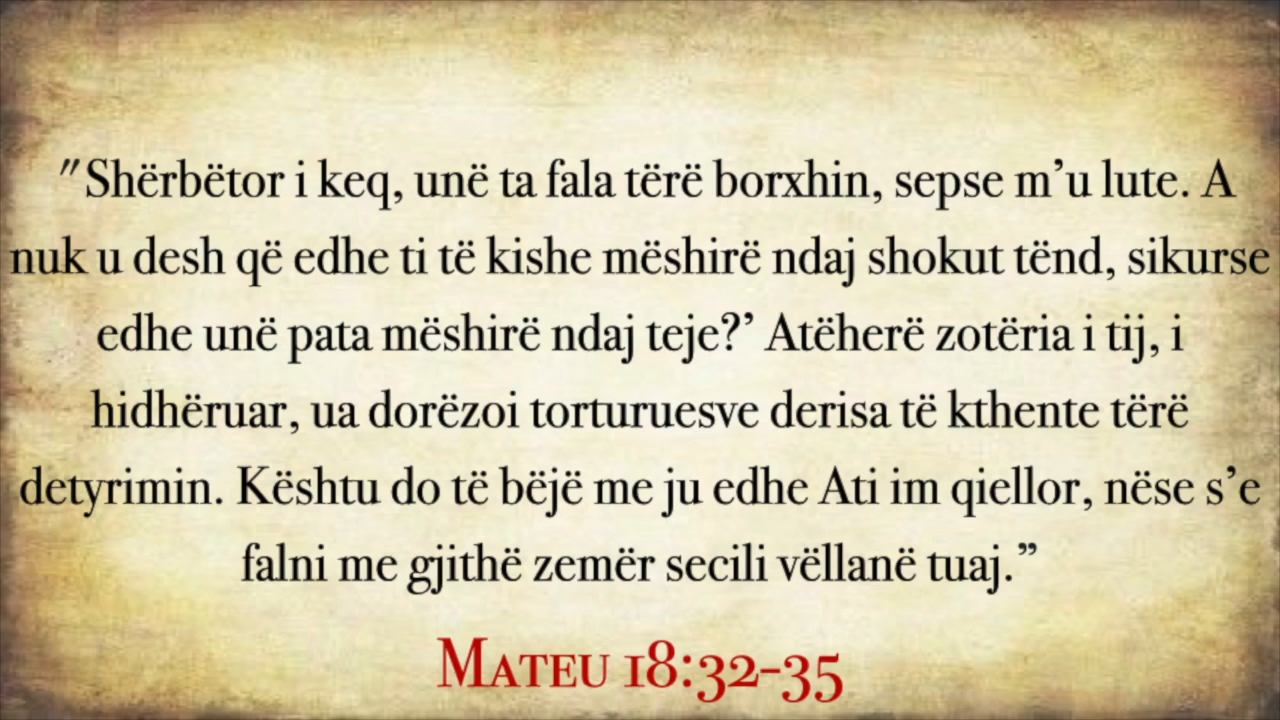 "Shërbëtor i keq, unë ta fala tërë borxhin, sepse m’u lute. A
nuk u desh që edhe ti të kishe mëshirë ndaj shokut tënd, sikurse
edhe unë pata mëshirë ndaj teje?’ Atëherë zotëria i tij, i
hidhëruar, ua dorëzoi torturuesve derisa të kthente tërë
detyrimin. Kështu do të bëjë me ju edhe Ati im qiellor, nëse s’e
falni me gjithë zemër secili vëllanë tuaj.”
Mateu 18:32-35